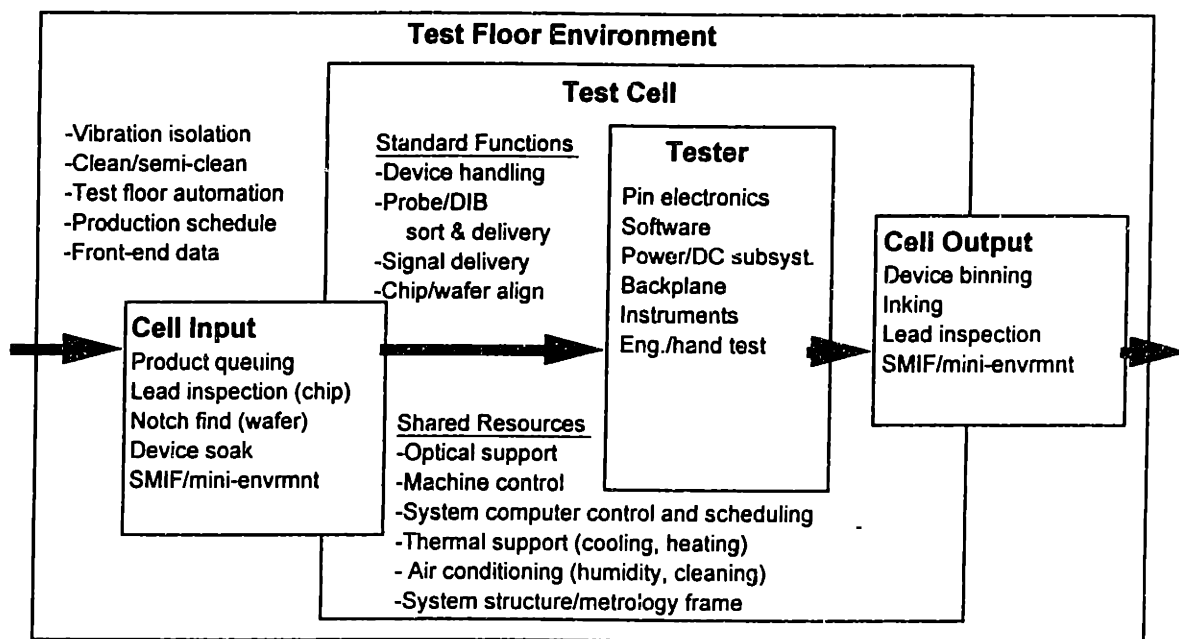 Test Floor Environment
-Vibration isolation
-Clean/semi-clean
-Test floor automation
-Production schedule
-Front-end data
Test Cell
Standard Functions
-Device handling
-Probe/DIB
sort & delivery
-Signal delivery
-Chip/wafer align
Tester
Pin electronics
Software
Power/DC subsyst.
Backplane
Instruments
Eng./hand test
Cell Input
Product queuing
Lead inspection (chip)
Notch find (wafer)
Device soak
SMIF/mini-envrmnt
Cell Output
Device binning
Inking
Lead inspection
SMIF/mini-envrmnt
Shared Resources
-Optical support
-Machine control
-System computer control and scheduling
-Thermal support (cooling, heating)
- Air conditioning (humidity, cleaning)
-System structure/metrology frame